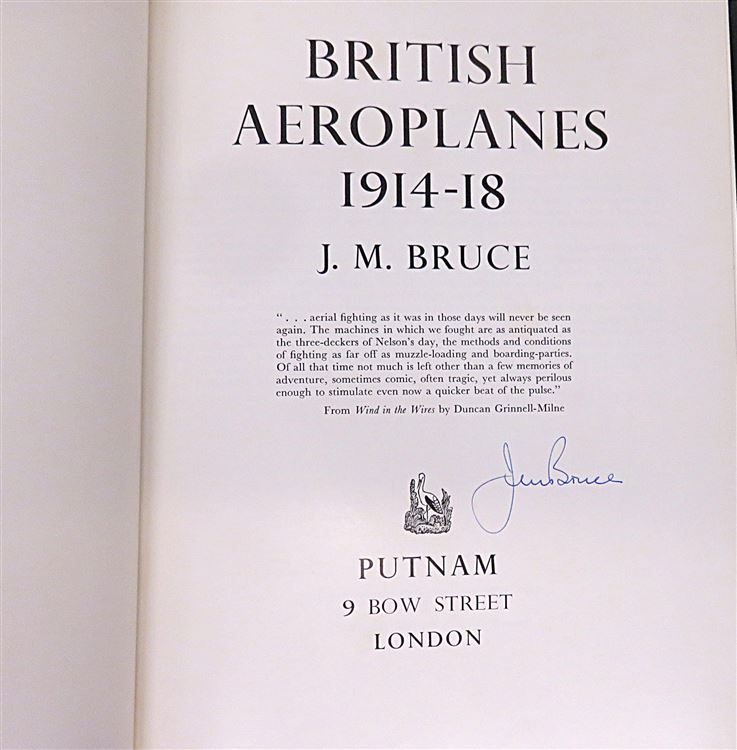 BRITISH
AEROPLANES
1914-18
J. M. BRUCE
“ . . . aerial fighting as it was in those days will never be seen
again. The machines in which we fought are as antiquated as
the three-deckers of Nelson's day, the methods and conditions
of fighting as far off as muzzle-loading and boarding-parties.
Of all that time not much is left other than a few memories of
adventure, sometimes comic, often tragic, yet always perilous
enough to stimulate even now a quicker beat of the pulse.”
From Wind in the Wires by Duncan Grinnell-Milne
Bruce
PUTNAM
9 BOW STREET
LONDON